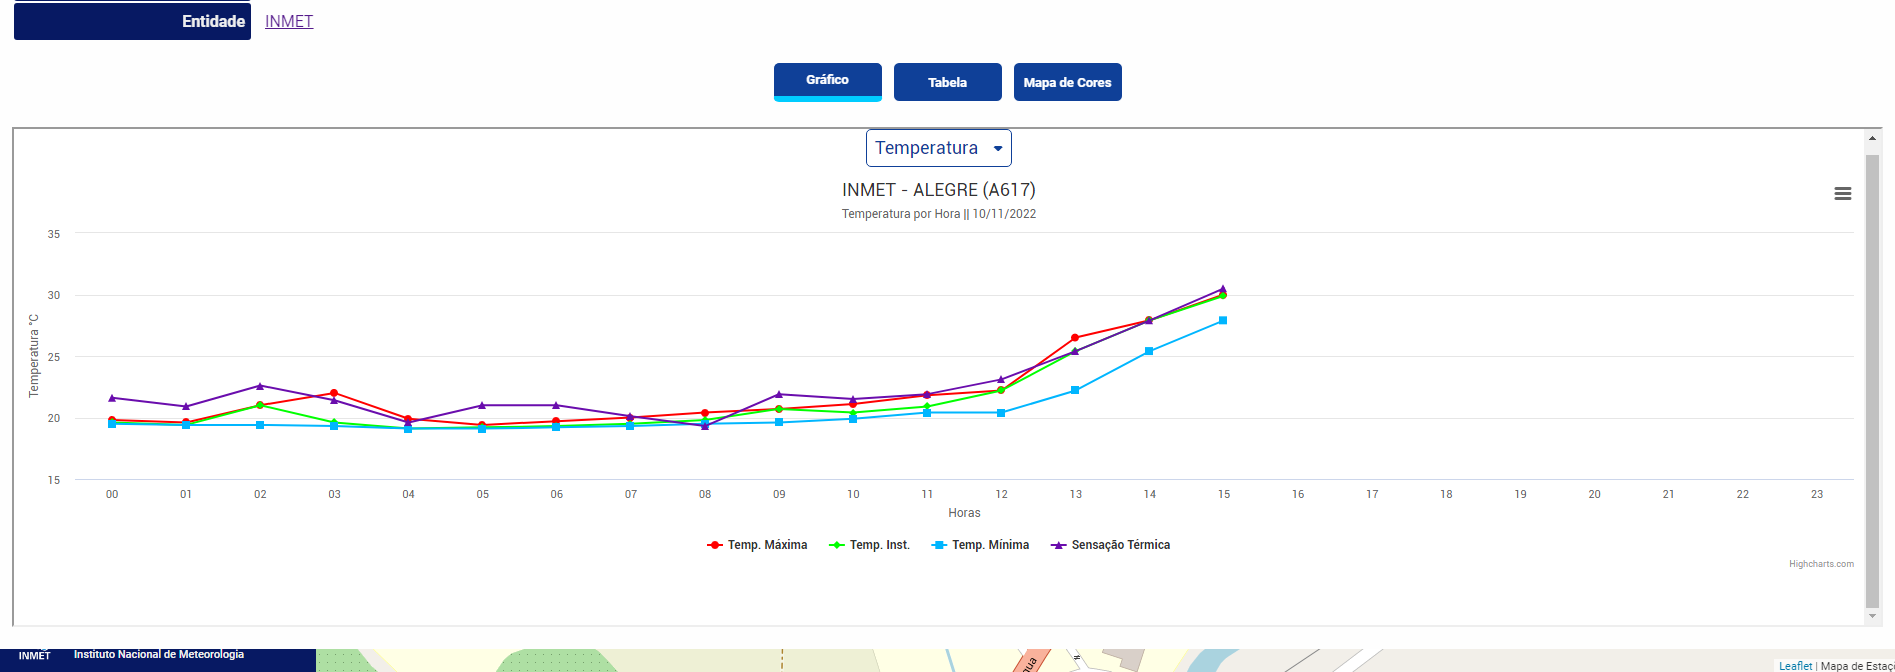 Entidade INMET
Gráfico Tabela Mapa de Cores
Temperatura
INMET - ALEGRE (A617)
Temperatura por Hora || 10/11/2022
Temperatura °C
35
30
25
20
15
00 01 02 03 04 05 06 07 08 09 10 11 12 13 14 15 16 17 18 19 20 21 22 23
Horas
Temp. Máxima Temp. Inst. Temp. Mínima Sensação Térmica
Highcharts.com
INMET Instituto Nacional de Meteorologia
Leaflet | Mapa de Estaç